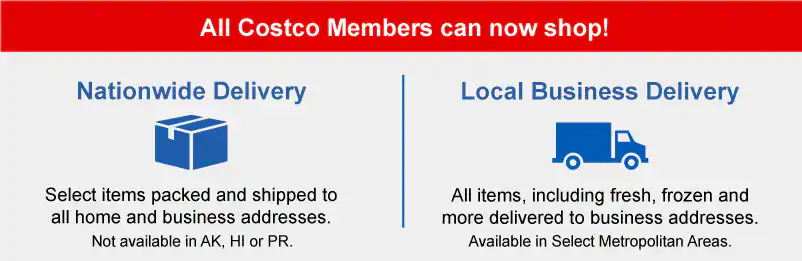 All Costco Members can now shop!
Nationwide Delivery
Select items packed and shipped to
all home and business addresses.
Not available in AK, HI or PR.
Local Business Delivery
All items, including fresh, frozen and
more delivered to business addresses.
Available in Select Metropolitan Areas.